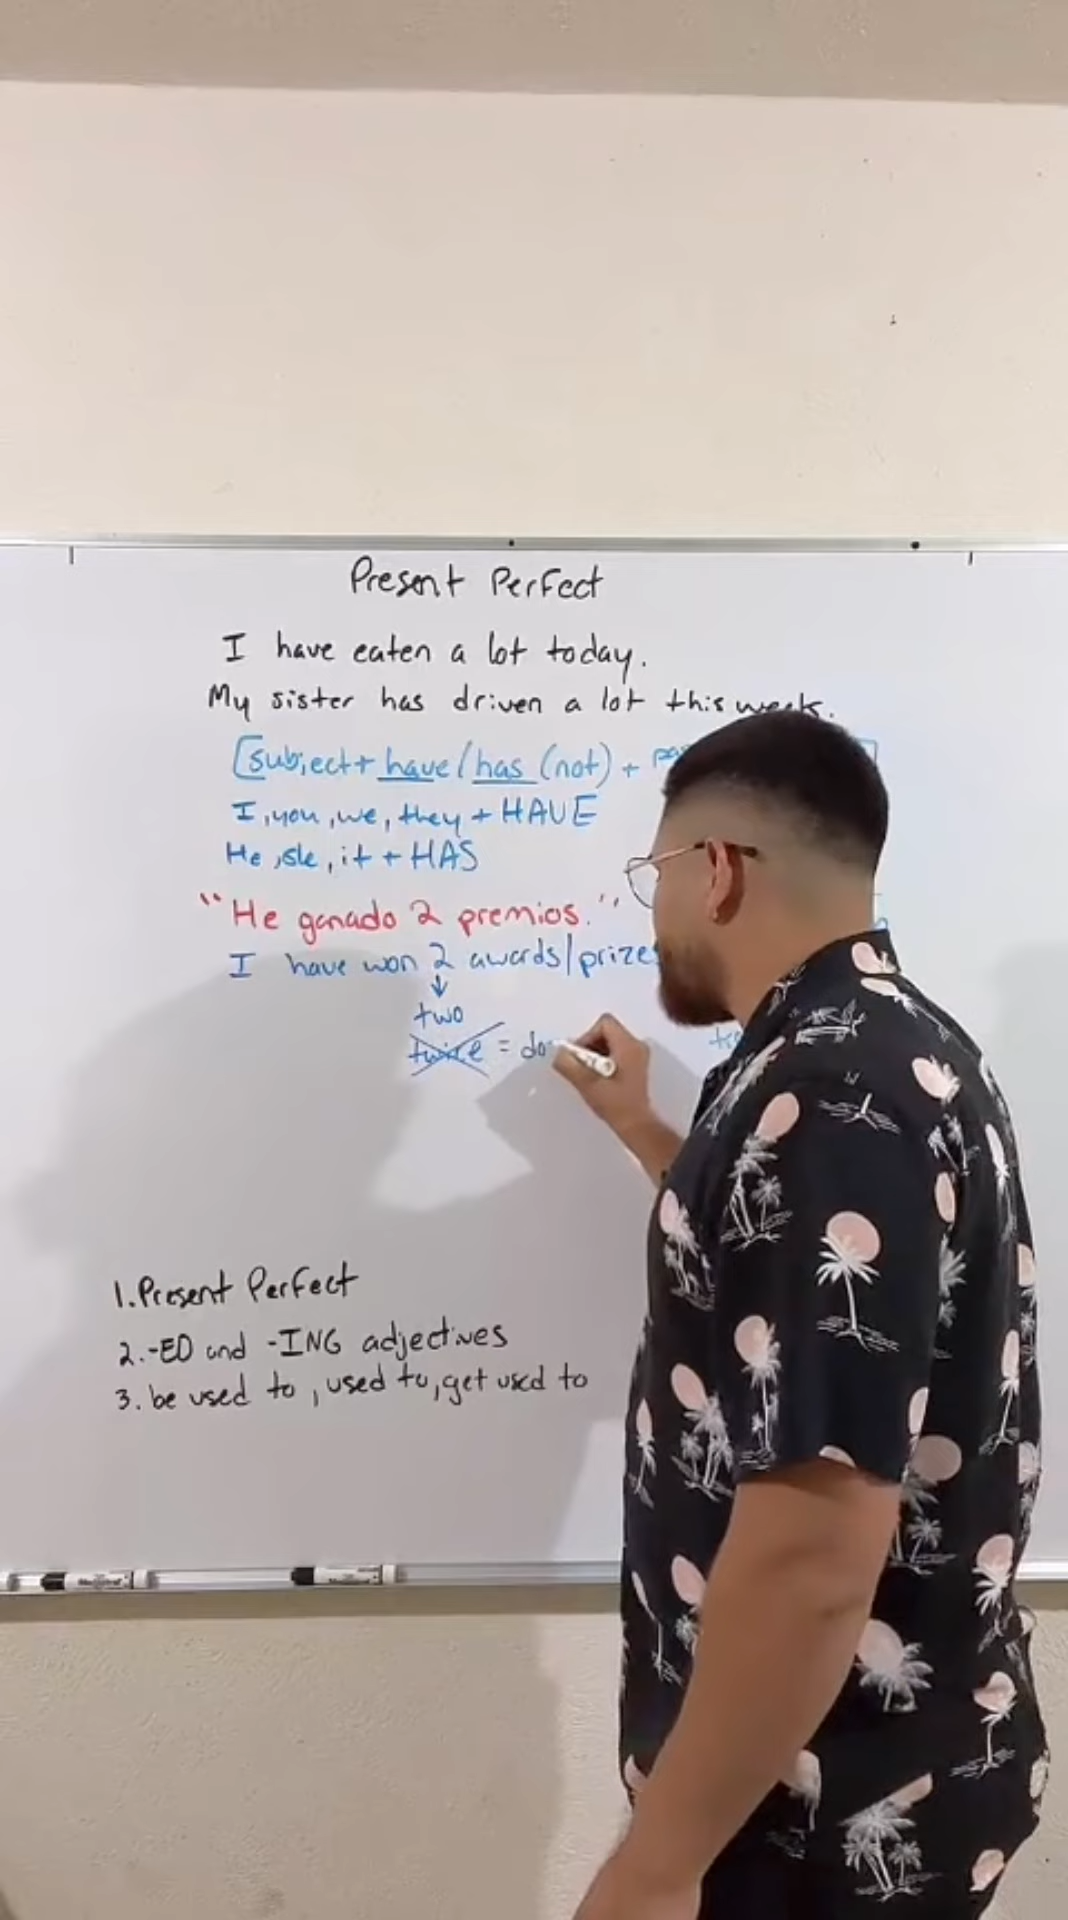 Present Perfect
I have eaten a lot today.
My sister has driven a lot this week.
[subject + have/has (not) +
I, you, we, they + HAVE
He, she, it + HAS
"He ganado 2 premios."
I have won 2 awards/prizes
↓
two
twice =
1. Present Perfect
2. -ED and -ING adjectives
3. be used to, used to, get used to